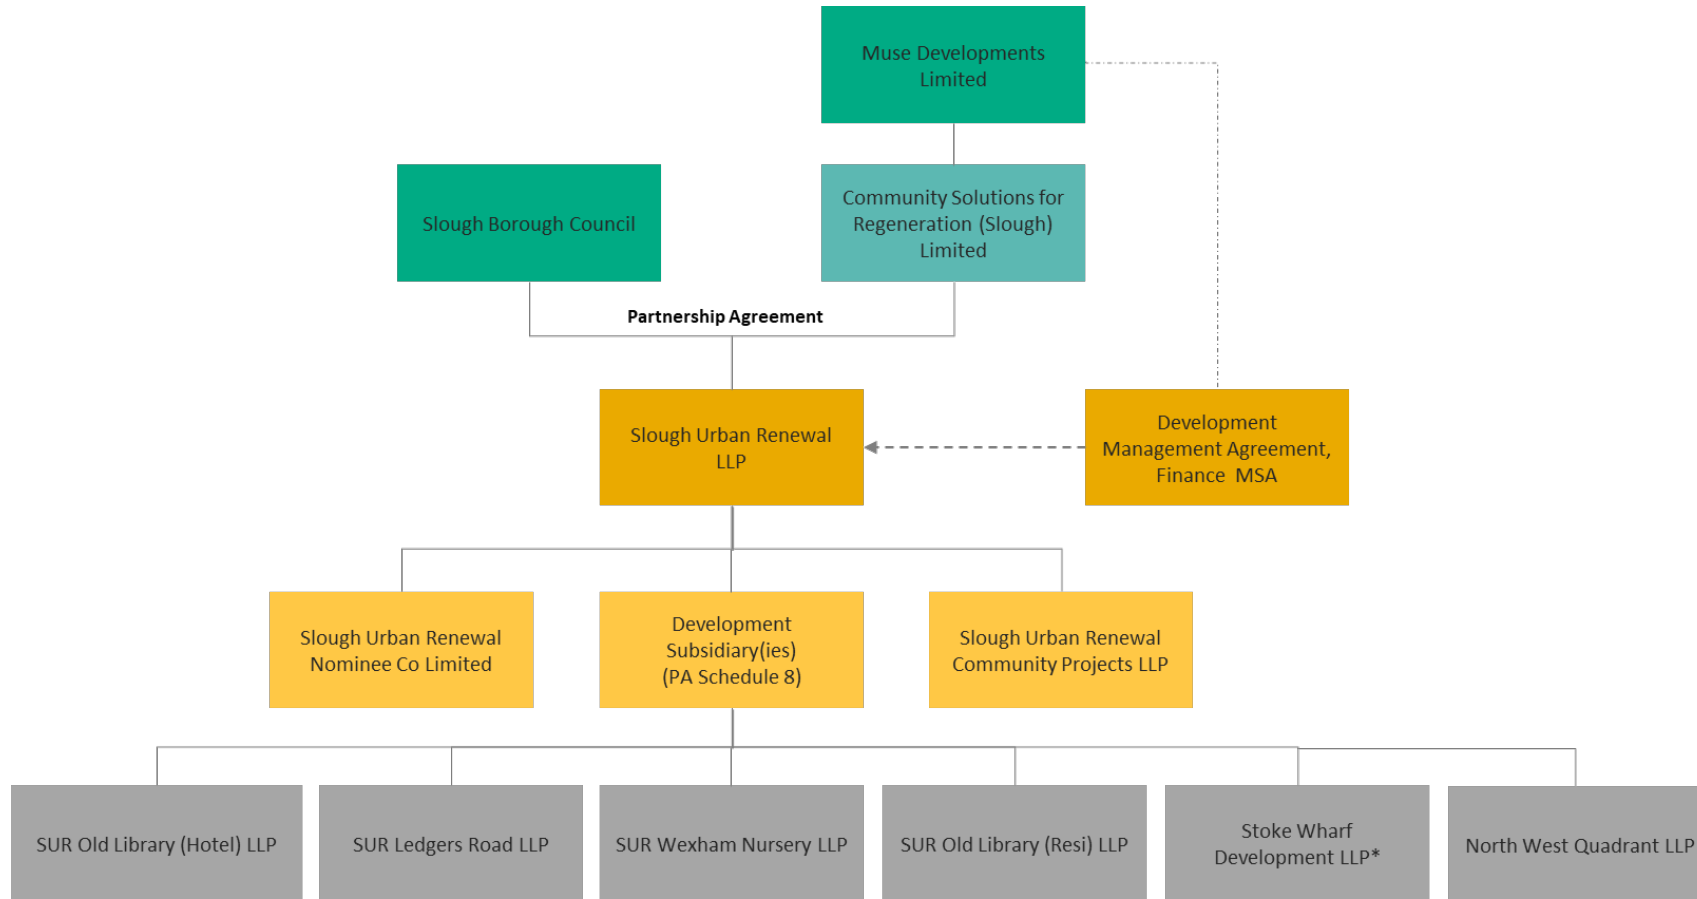 Muse Developments
Limited
Slough Borough Council
Community Solutions for
Regeneration (Slough)
Limited
Partnership Agreement
Slough Urban Renewal
LLP
Development
Management Agreement,
Finance MSA
Slough Urban Renewal
Nominee Co Limited
Development
Subsidiary(ies)
(PA Schedule 8)
Slough Urban Renewal
Community Projects LLP
SUR Old Library (Hotel) LLP
SUR Ledgers Road LLP
SUR Wexham Nursery LLP
SUR Old Library (Resi) LLP
Stoke Wharf
Development LLP*
North West Quadrant LLP